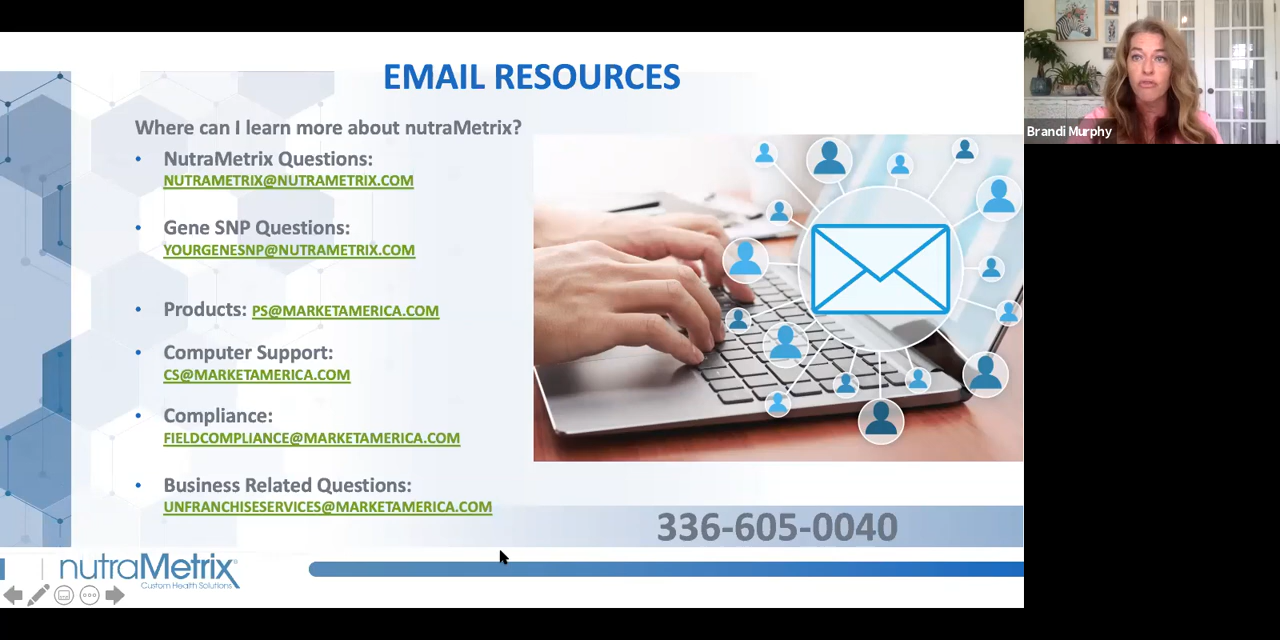 EMAIL RESOURCES
Where can I learn more about nutraMetrix?
• NutraMetrix Questions:
NUTRAMETRIX@NUTRAMETRIX.COM
• Gene SNP Questions:
YOURGENESNP@NUTRAMETRIX.COM
• Products: PS@MARKETAMERICA.COM
• Computer Support:
CS@MARKETAMERICA.COM
• Compliance:
FIELDCOMPLIANCE@MARKETAMERICA.COM
• Business Related Questions:
UNFRANCHISESERVICES@MARKETAMERICA.COM
336-605-0040
nutraMetrix®
Custom Health Solutions
Brandi Murphy